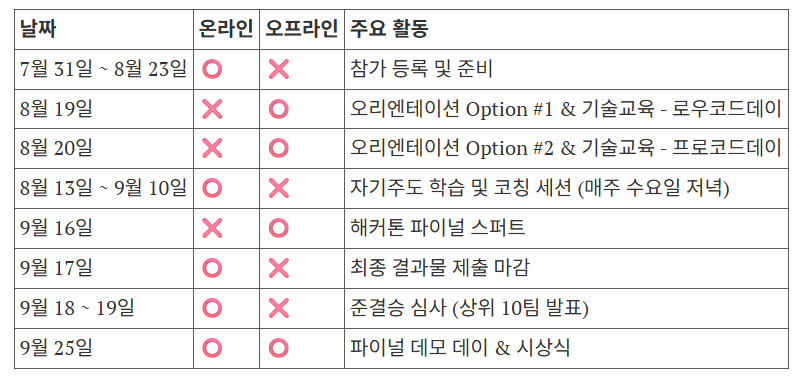 날짜 온라인 오프라인 주요 활동
7월 31일 ~ 8월 23일 ⭕ ❌ 참가 등록 및 준비
8월 19일 ❌ ⭕ 오리엔테이션 Option #1 & 기술교육 - 로우코드데이
8월 20일 ❌ ⭕ 오리엔테이션 Option #2 & 기술교육 - 프로코드데이
8월 13일 ~ 9월 10일 ⭕ ❌ 자기주도 학습 및 코칭 세션 (매주 수요일 저녁)
9월 16일 ❌ ⭕ 해커톤 파이널 스퍼트
9월 17일 ⭕ ❌ 최종 결과물 제출 마감
9월 18 ~ 19일 ⭕ ❌ 준결승 심사 (상위 10팀 발표)
9월 25일 ⭕ ⭕ 파이널 데모 데이 & 시상식